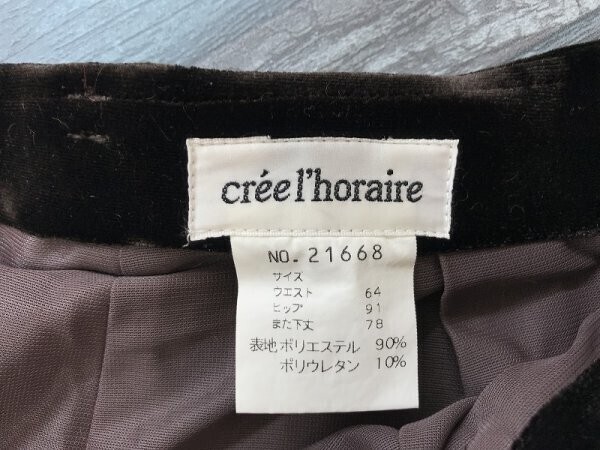 crée l'horaire
NO. 21668
サイズ
ウエスト 64
ヒップ 91
また下丈 78
表地 ポリエステル 90%
ポリウレタン 10%